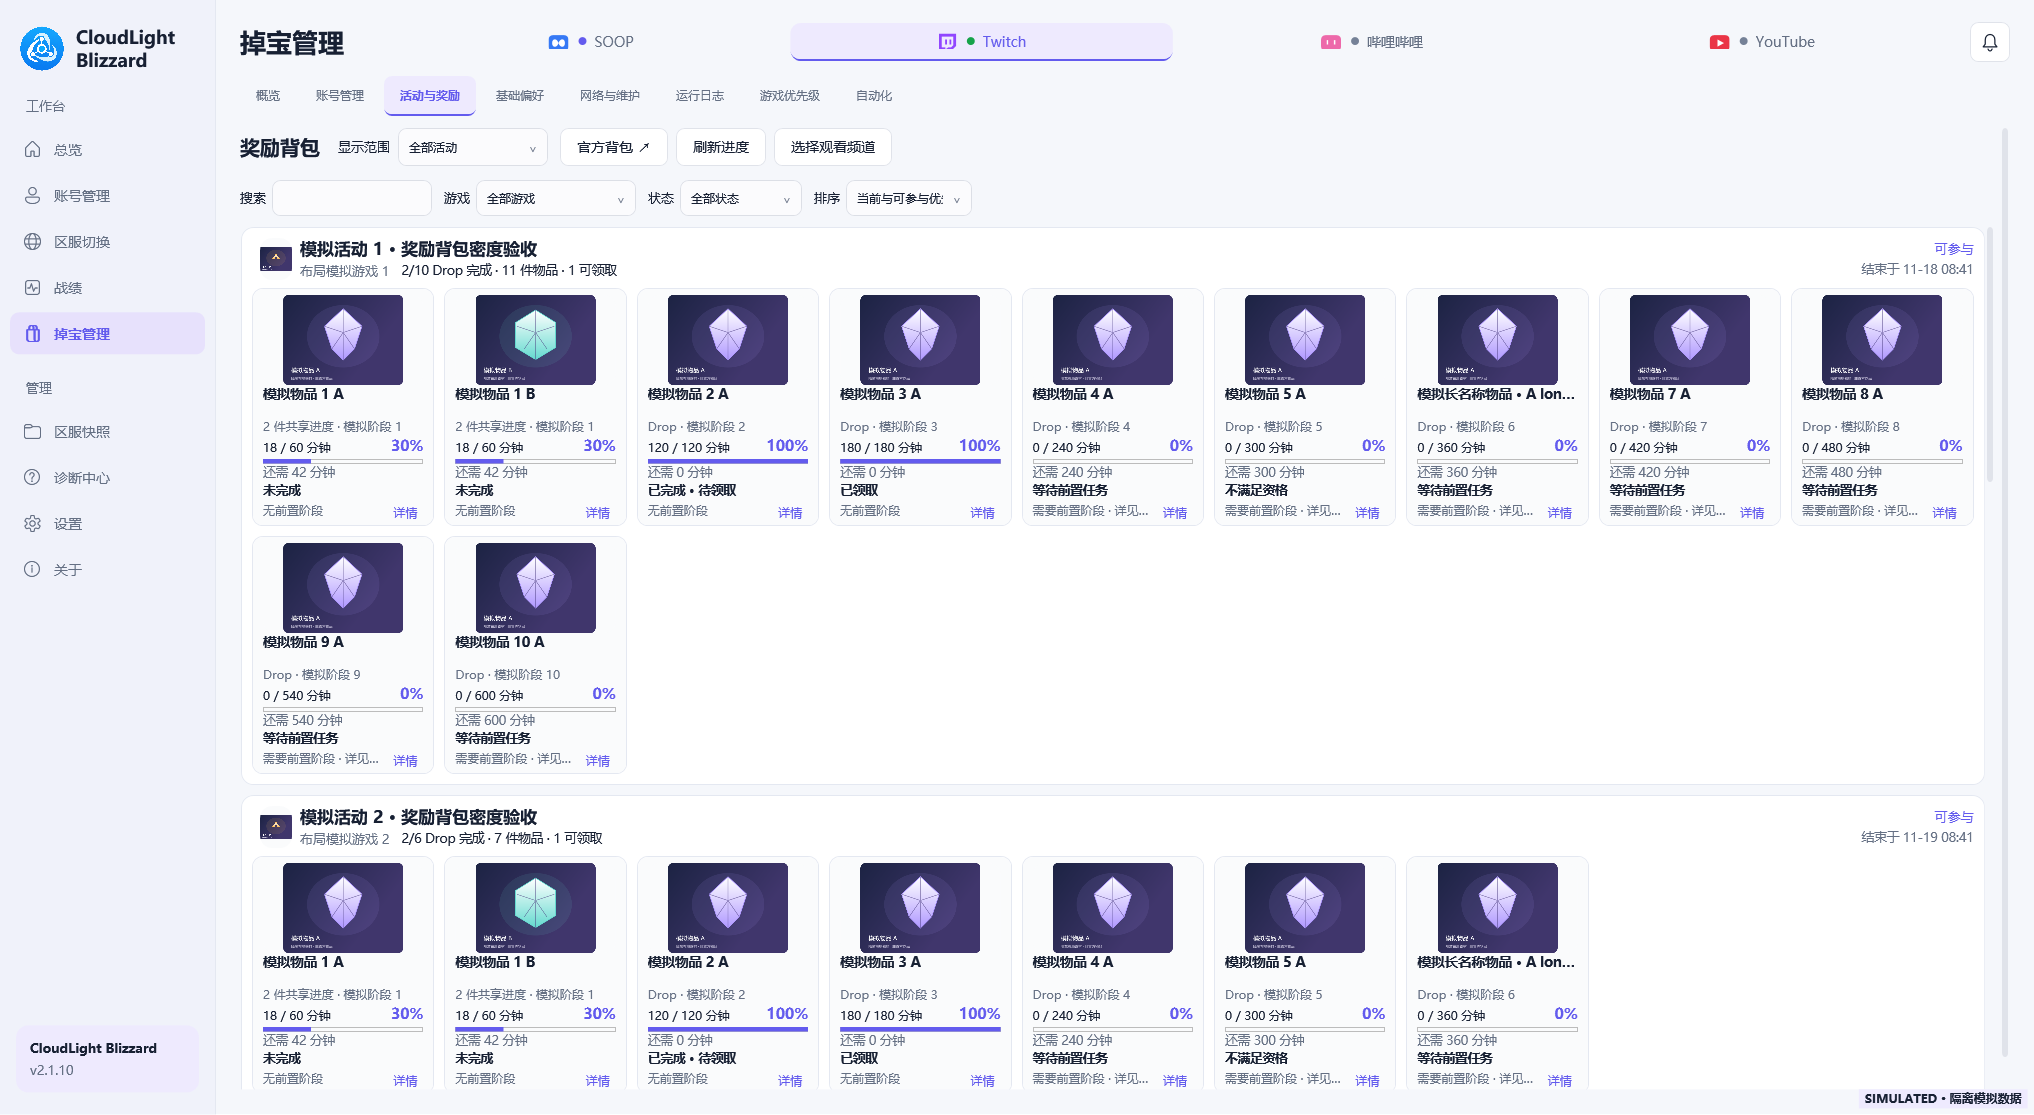 CloudLight
Blizzard
工作台
总览
账号管理
区服切换
战绩
掉宝管理
管理
区服快照
诊断中心
设置
关于
CloudLight Blizzard
v2.1.10
掉宝管理
SOOP
Twitch
哔哩哔哩
YouTube
概览
账号管理
活动与奖励
基础偏好
网络与维护
运行日志
游戏优先级
自动化
奖励背包 显示范围 全部活动 官方背包 ↗ 刷新进度 选择观看频道
搜索 游戏 全部游戏 状态 全部状态 排序 当前与可参与优
模拟活动 1 • 奖励背包密度验收 可参与
布局模拟游戏 1 2/10 Drop 完成 · 11 件物品 · 1 可领取 结束于 11-18 08:41
模拟物品 1 A
2 件共享进度 · 模拟阶段 1
18 / 60 分钟 30%
还需 42 分钟
未完成
无前置阶段 详情
模拟物品 1 B
2 件共享进度 · 模拟阶段 1
18 / 60 分钟 30%
还需 42 分钟
未完成
无前置阶段 详情
模拟物品 2 A
Drop · 模拟阶段 2
120 / 120 分钟 100%
还需 0 分钟
已完成 • 待领取
无前置阶段 详情
模拟物品 3 A
Drop · 模拟阶段 3
180 / 180 分钟 100%
还需 0 分钟
已领取
无前置阶段 详情
模拟物品 4 A
Drop · 模拟阶段 4
0 / 240 分钟 0%
还需 240 分钟
等待前置任务
需要前置阶段 · 详见... 详情
模拟物品 5 A
Drop · 模拟阶段 5
0 / 300 分钟 0%
还需 300 分钟
不满足资格
需要前置阶段 · 详见... 详情
模拟长名称物品 • A lon...
Drop · 模拟阶段 6
0 / 360 分钟 0%
还需 360 分钟
等待前置任务
需要前置阶段 · 详见... 详情
模拟物品 7 A
Drop · 模拟阶段 7
0 / 420 分钟 0%
还需 420 分钟
等待前置任务
需要前置阶段 · 详见... 详情
模拟物品 8 A
Drop · 模拟阶段 8
0 / 480 分钟 0%
还需 480 分钟
等待前置任务
需要前置阶段 · 详见... 详情
模拟物品 9 A
Drop · 模拟阶段 9
0 / 540 分钟 0%
还需 540 分钟
等待前置任务
需要前置阶段 · 详见... 详情
模拟物品 10 A
Drop · 模拟阶段 10
0 / 600 分钟 0%
还需 600 分钟
等待前置任务
需要前置阶段 · 详见... 详情
模拟活动 2 • 奖励背包密度验收 可参与
布局模拟游戏 2 2/6 Drop 完成 · 7 件物品 · 1 可领取 结束于 11-19 08:41
模拟物品 1 A
2 件共享进度 · 模拟阶段 1
18 / 60 分钟 30%
还需 42 分钟
未完成
无前置阶段 详情
模拟物品 1 B
2 件共享进度 · 模拟阶段 1
18 / 60 分钟 30%
还需 42 分钟
未完成
无前置阶段 详情
模拟物品 2 A
Drop · 模拟阶段 2
120 / 120 分钟 100%
还需 0 分钟
已完成 • 待领取
无前置阶段 详情
模拟物品 3 A
Drop · 模拟阶段 3
180 / 180 分钟 100%
还需 0 分钟
已领取
无前置阶段 详情
模拟物品 4 A
Drop · 模拟阶段 4
0 / 240 分钟 0%
还需 240 分钟
等待前置任务
需要前置阶段 · 详见... 详情
模拟物品 5 A
Drop · 模拟阶段 5
0 / 300 分钟 0%
还需 300 分钟
不满足资格
需要前置阶段 · 详见... 详情
模拟长名称物品 • A lon...
Drop · 模拟阶段 6
0 / 360 分钟 0%
还需 360 分钟
等待前置任务
需要前置阶段 · 详见... 详情
SIMULATED • 隔离模拟数据